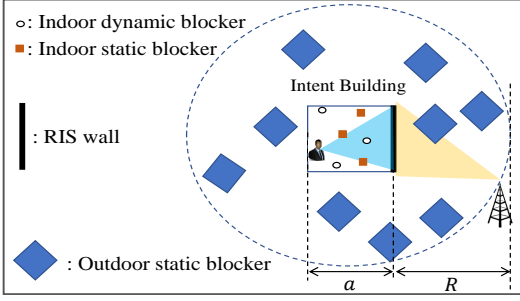 : Indoor dynamic blocker
: Indoor static blocker
Intent Building
: RIS wall
: Outdoor static blocker
a
R